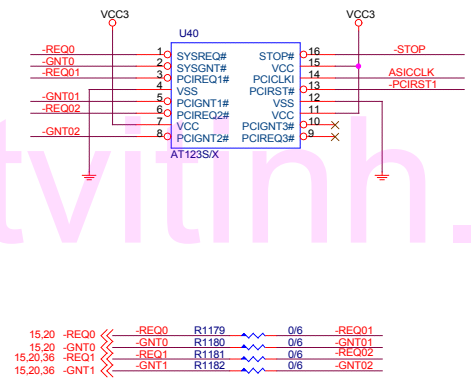 VCC3 VCC3
U40
-REQ0 1 SYSREQ# STOP# 16 -STOP
-GNT0 2 SYSGNT# VCC 15
-REQ01 3 PCIREQ1# PCICLKI 14 ASICCLK
4 VSS PCIRST# 13 -PCIRST1
-GNT01 5 PCIGNT1# VSS 12
-REQ02 6 PCIREQ2# VCC 11
7 VCC PCIGNT3# 10
-GNT02 8 PCIGNT2# PCIREQ3# 9
AT123S/X
tvitinh.
15,20 -REQ0 -REQ0 R1179 0/6 -REQ01
15,20 -GNT0 -GNT0 R1180 0/6 -GNT01
15,20,36 -REQ1 -REQ1 R1181 0/6 -REQ02
15,20,36 -GNT1 -GNT1 R1182 0/6 -GNT02